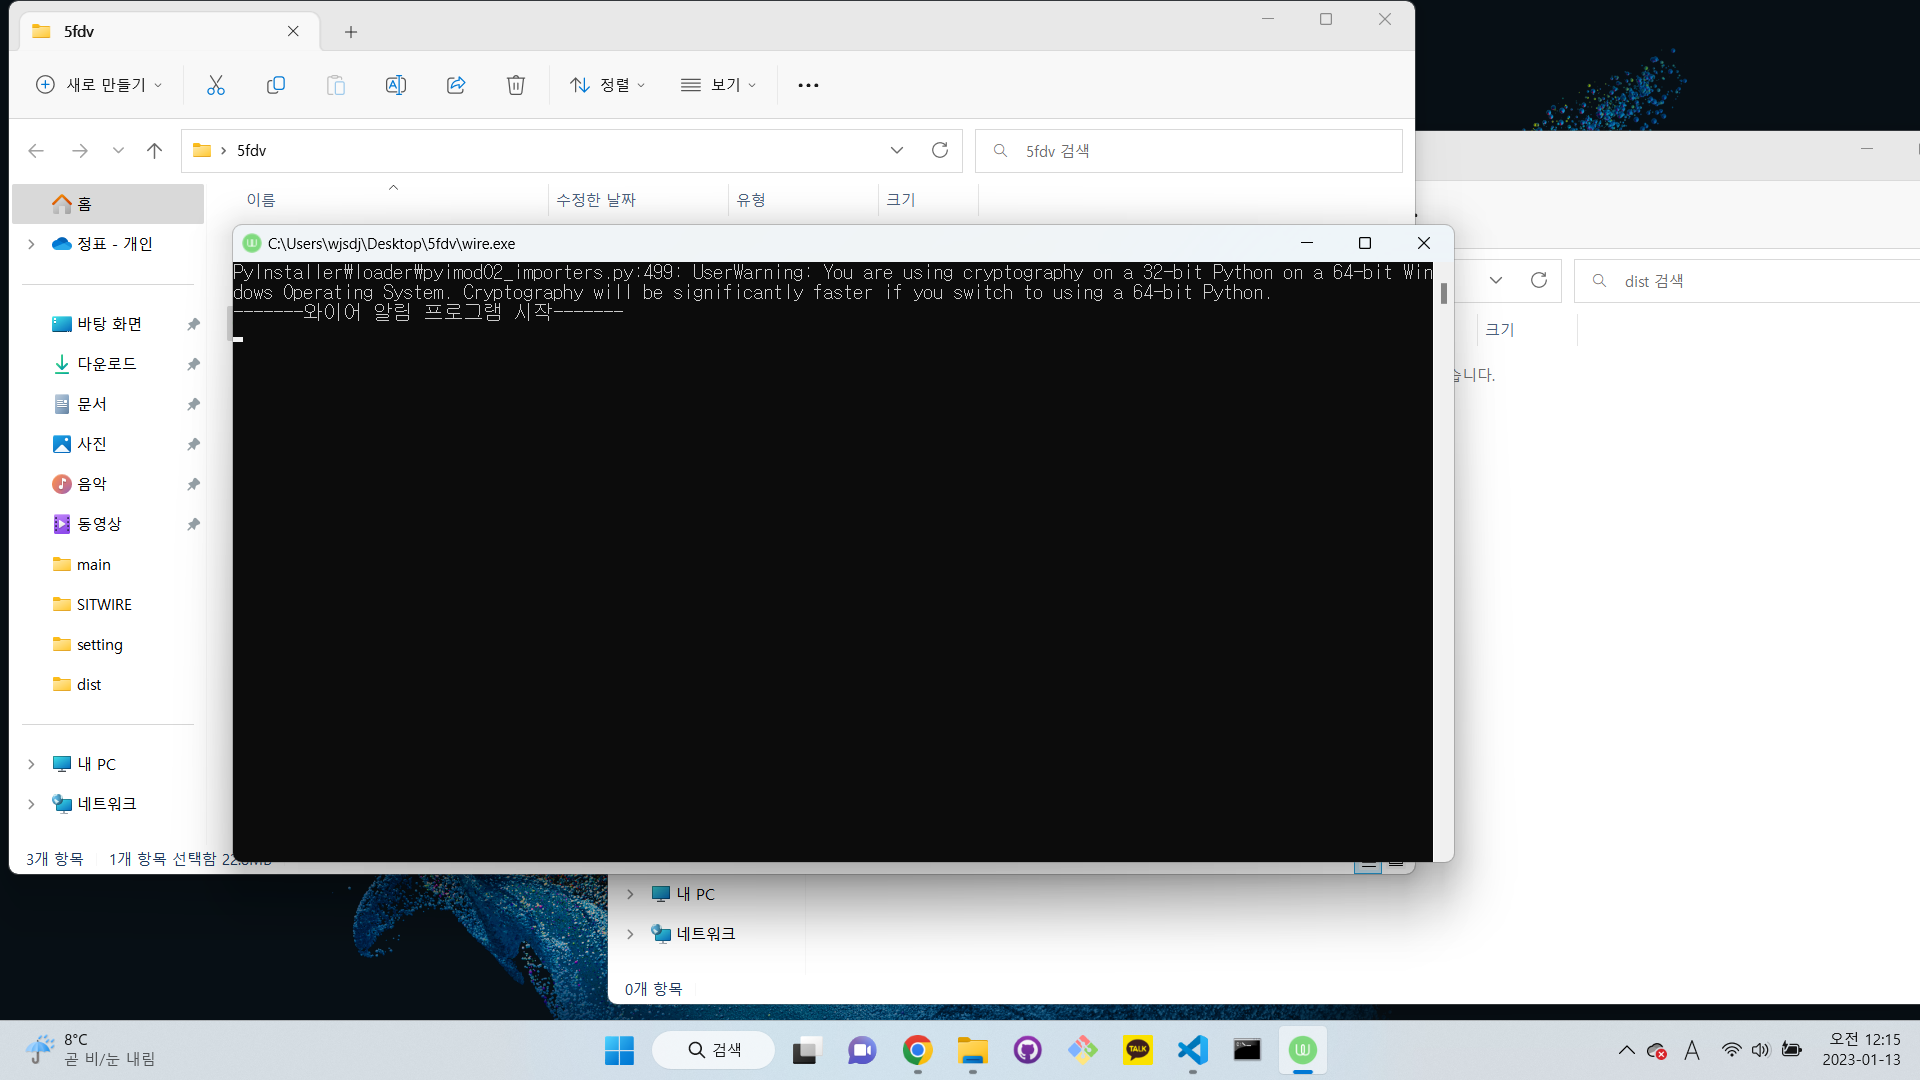 5fdv
새로 만들기
정렬
보기
5fdv
5fdv 검색
이름
수정한 날짜
유형
크기
홈
정표 - 개인
바탕 화면
다운로드
문서
사진
음악
동영상
main
SITWIRE
setting
dist
내 PC
네트워크
3개 항목
1개 항목 선택함
C:\Users\wjsdj\Desktop\5fdv\wire.exe
PyInstaller₩loader₩pyimod02_importers.py:499: UserWarning: You are using cryptography on a 32-bit Python on a 64-bit Win
dows Operating System. Cryptography will be significantly faster if you switch to using a 64-bit Python.
-------와이어 알림 프로그램 시작-------
dist 검색
크기
습니다.
내 PC
네트워크
0개 항목
8°C
곧 비/눈 내림
검색
TALK
A
오전 12:15
2023-01-13